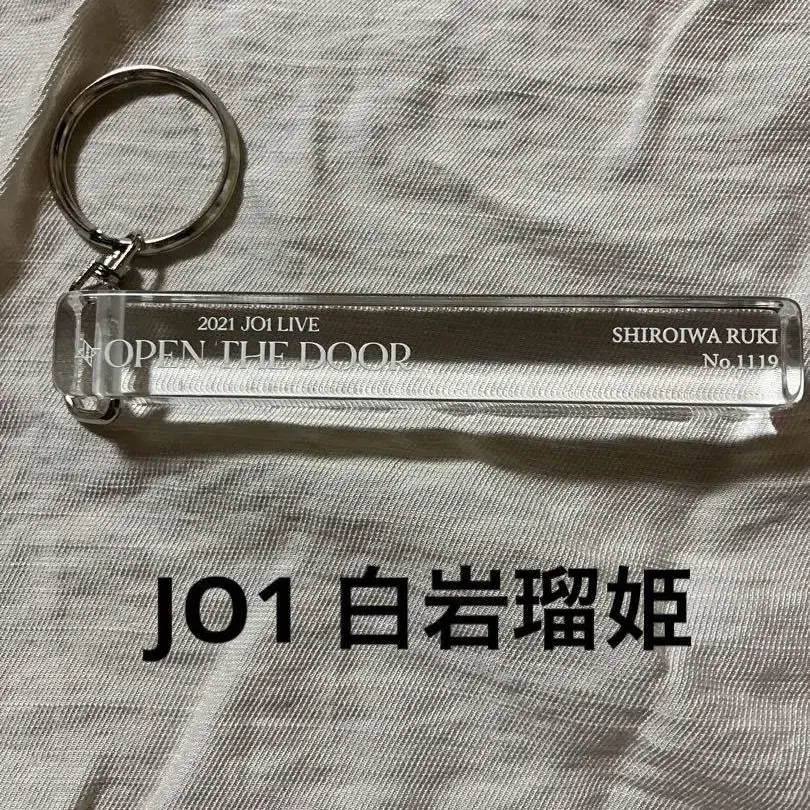 2021 JO1 LIVE
OPEN THE DOOR
SHIROIWA RUKI
No.1119
JO1 白岩瑠姫